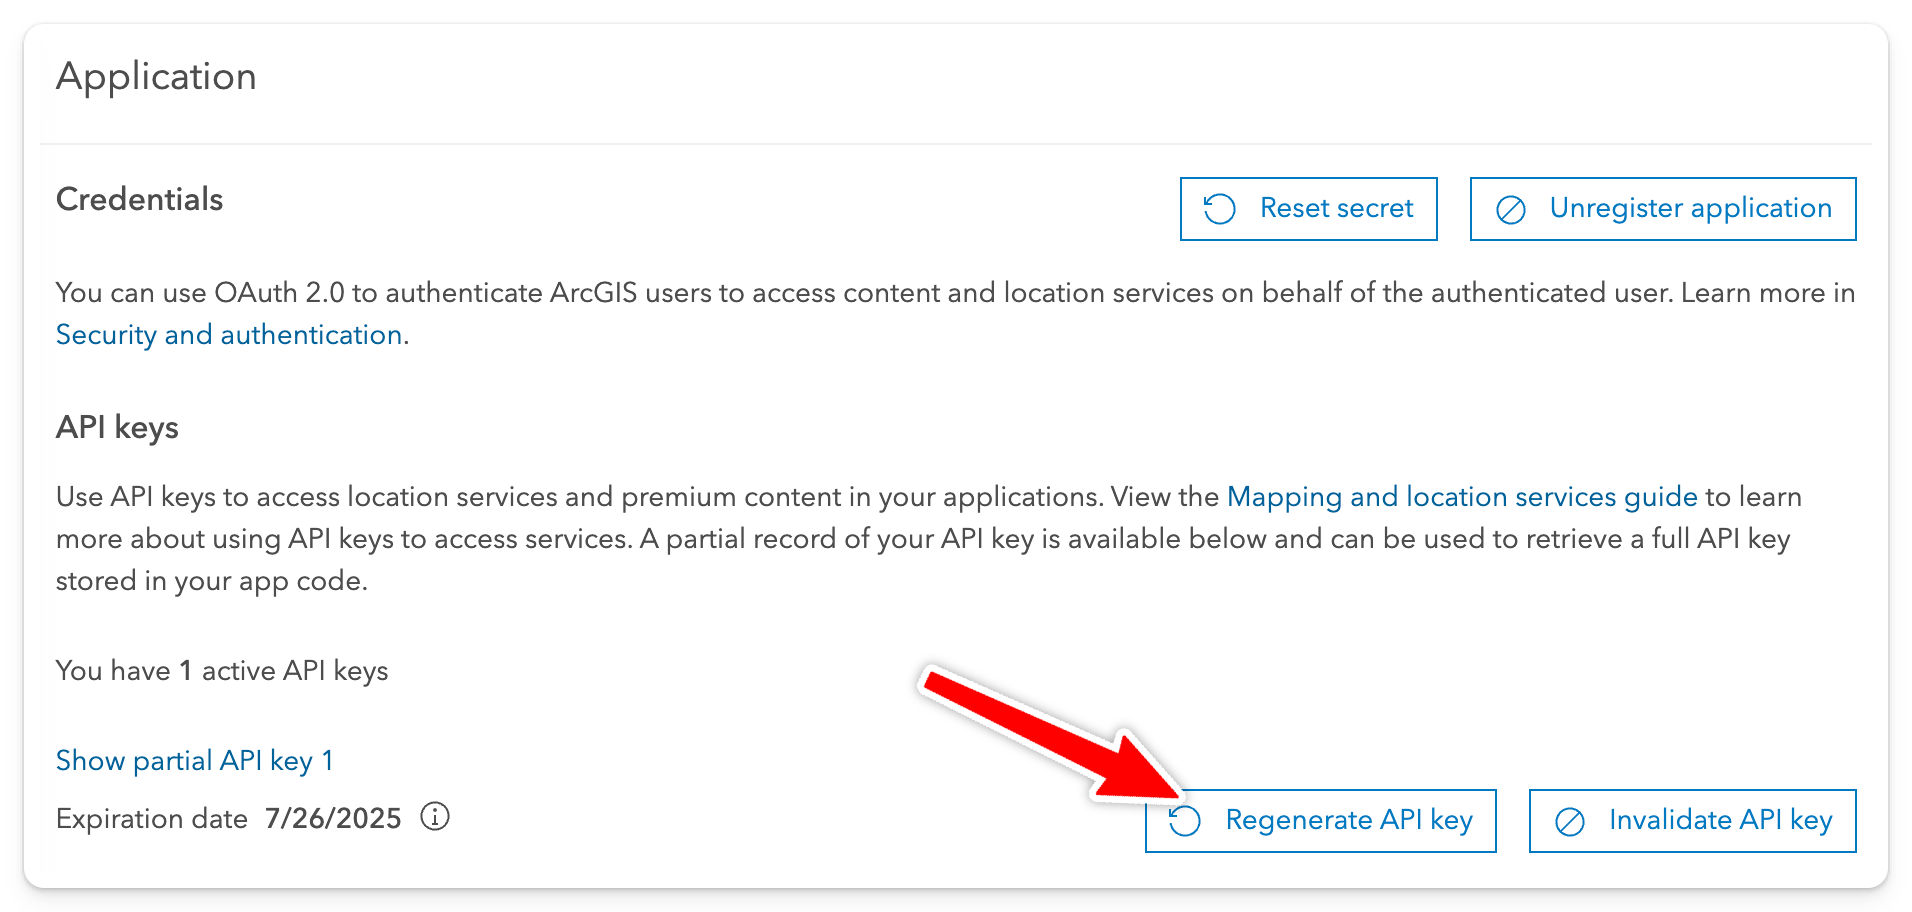 Application
Credentials
Reset secret
Unregister application
You can use OAuth 2.0 to authenticate ArcGIS users to access content and location services on behalf of the authenticated user. Learn more in
Security and authentication.
API keys
Use API keys to access location services and premium content in your applications. View the Mapping and location services guide to learn
more about using API keys to access services. A partial record of your API key is available below and can be used to retrieve a full API key
stored in your app code.
You have 1 active API keys
Show partial API key 1
Expiration date 7/26/2025
Regenerate API key
Invalidate API key